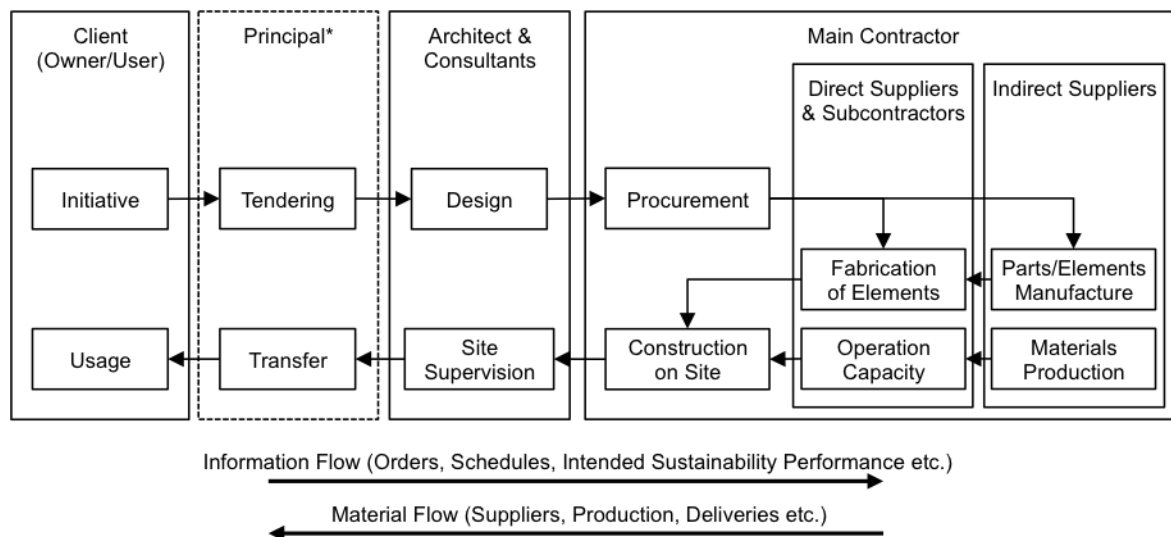 Client
(Owner/User)
Principal*
Architect &
Consultants
Main Contractor
Direct Suppliers
& Subcontractors
Indirect Suppliers
Initiative
Tendering
Design
Procurement
Fabrication
of Elements
Parts/Elements
Manufacture
Usage
Transfer
Site
Supervision
Construction
on Site
Operation
Capacity
Materials
Production
Information Flow (Orders, Schedules, Intended Sustainability Performance etc.)
Material Flow (Suppliers, Production, Deliveries etc.)